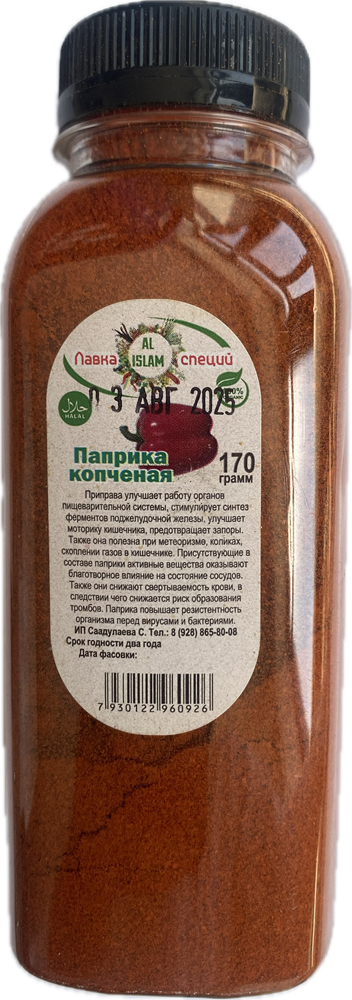 AL
Лавка ISLAM специй
03 АВГ 2025
حلال
HALAL
100%
Паприка
копченая
170
грамм
Приправа улучшает работу органов
пищеварительной системы, стимулирует синтез
ферментов поджелудочной железы, улучшает
моторику кишечника, предотвращает запоры.
Также она полезна при метеоризме, коликах,
скоплении газов в кишечнике. Присутствующие в
составе паприки активные вещества оказывают
благотворное влияние на состояние сосудов.
Также они снижают свертываемость крови, в
следствии чего снижается риск образования
тромбов. Паприка повышает резистентность
организма перед вирусами и бактериями.
ИП Саадулаева С. Тел.: 8 (928) 865-80-08
Срок годности два года
Дата фасовки:
7 930122 960926